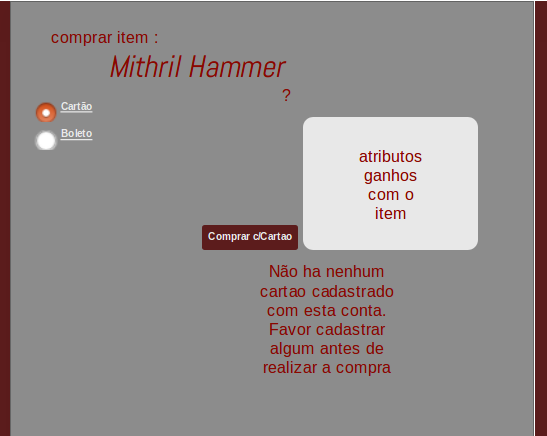 comprar item :
Mithril Hammer
?
Cartão
Boleto
atributos
ganhos
com o
item
Comprar c/Cartao
Não ha nenhum
cartao cadastrado
com esta conta.
Favor cadastrar
algum antes de
realizar a compra